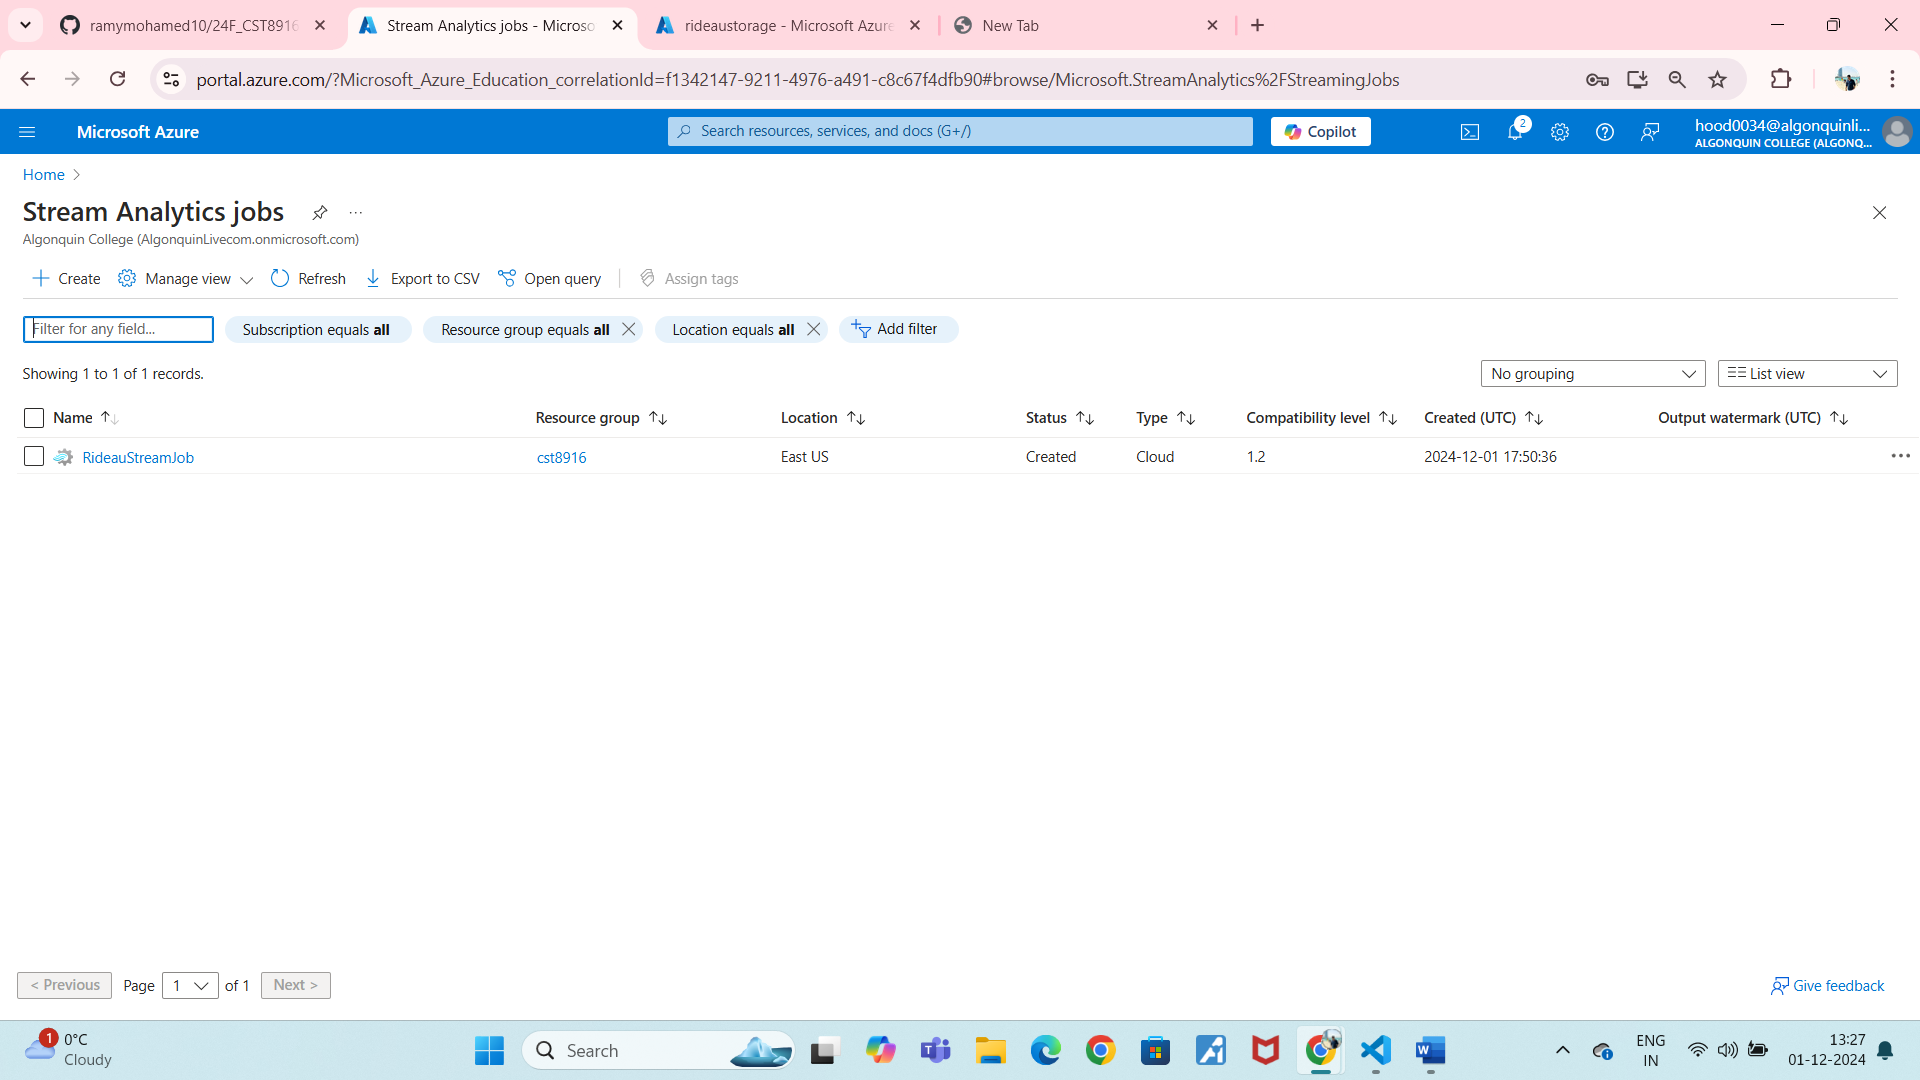 ramymohamed10/24F_CST8916
Stream Analytics jobs - Microso
rideaustorage - Microsoft Azure
New Tab
portal.azure.com/?Microsoft_Azure_Education_correlationId=f1342147-9211-4976-a491-c8c67f4dfb90#browse/Microsoft.StreamAnalytics%2FStreamingJobs
Microsoft Azure
Search resources, services, and docs (G+/)
Copilot
2
hood0034@algonquinli...
ALGONQUIN COLLEGE (ALGONQ...
Home
Stream Analytics jobs
Algonquin College (AlgonquinLivecom.onmicrosoft.com)
Create
Manage view
Refresh
Export to CSV
Open query
Assign tags
Filter for any field...
Subscription equals all
Resource group equals all
Location equals all
Add filter
Showing 1 to 1 of 1 records.
No grouping
List view
Name
Resource group
Location
Status
Type
Compatibility level
Created (UTC)
Output watermark (UTC)
RideauStreamJob
cst8916
East US
Created
Cloud
1.2
2024-12-01 17:50:36
< Previous
Page
1
of 1
Next >
Give feedback
1
0°C
Cloudy
Search
ENG
IN
13:27
01-12-2024